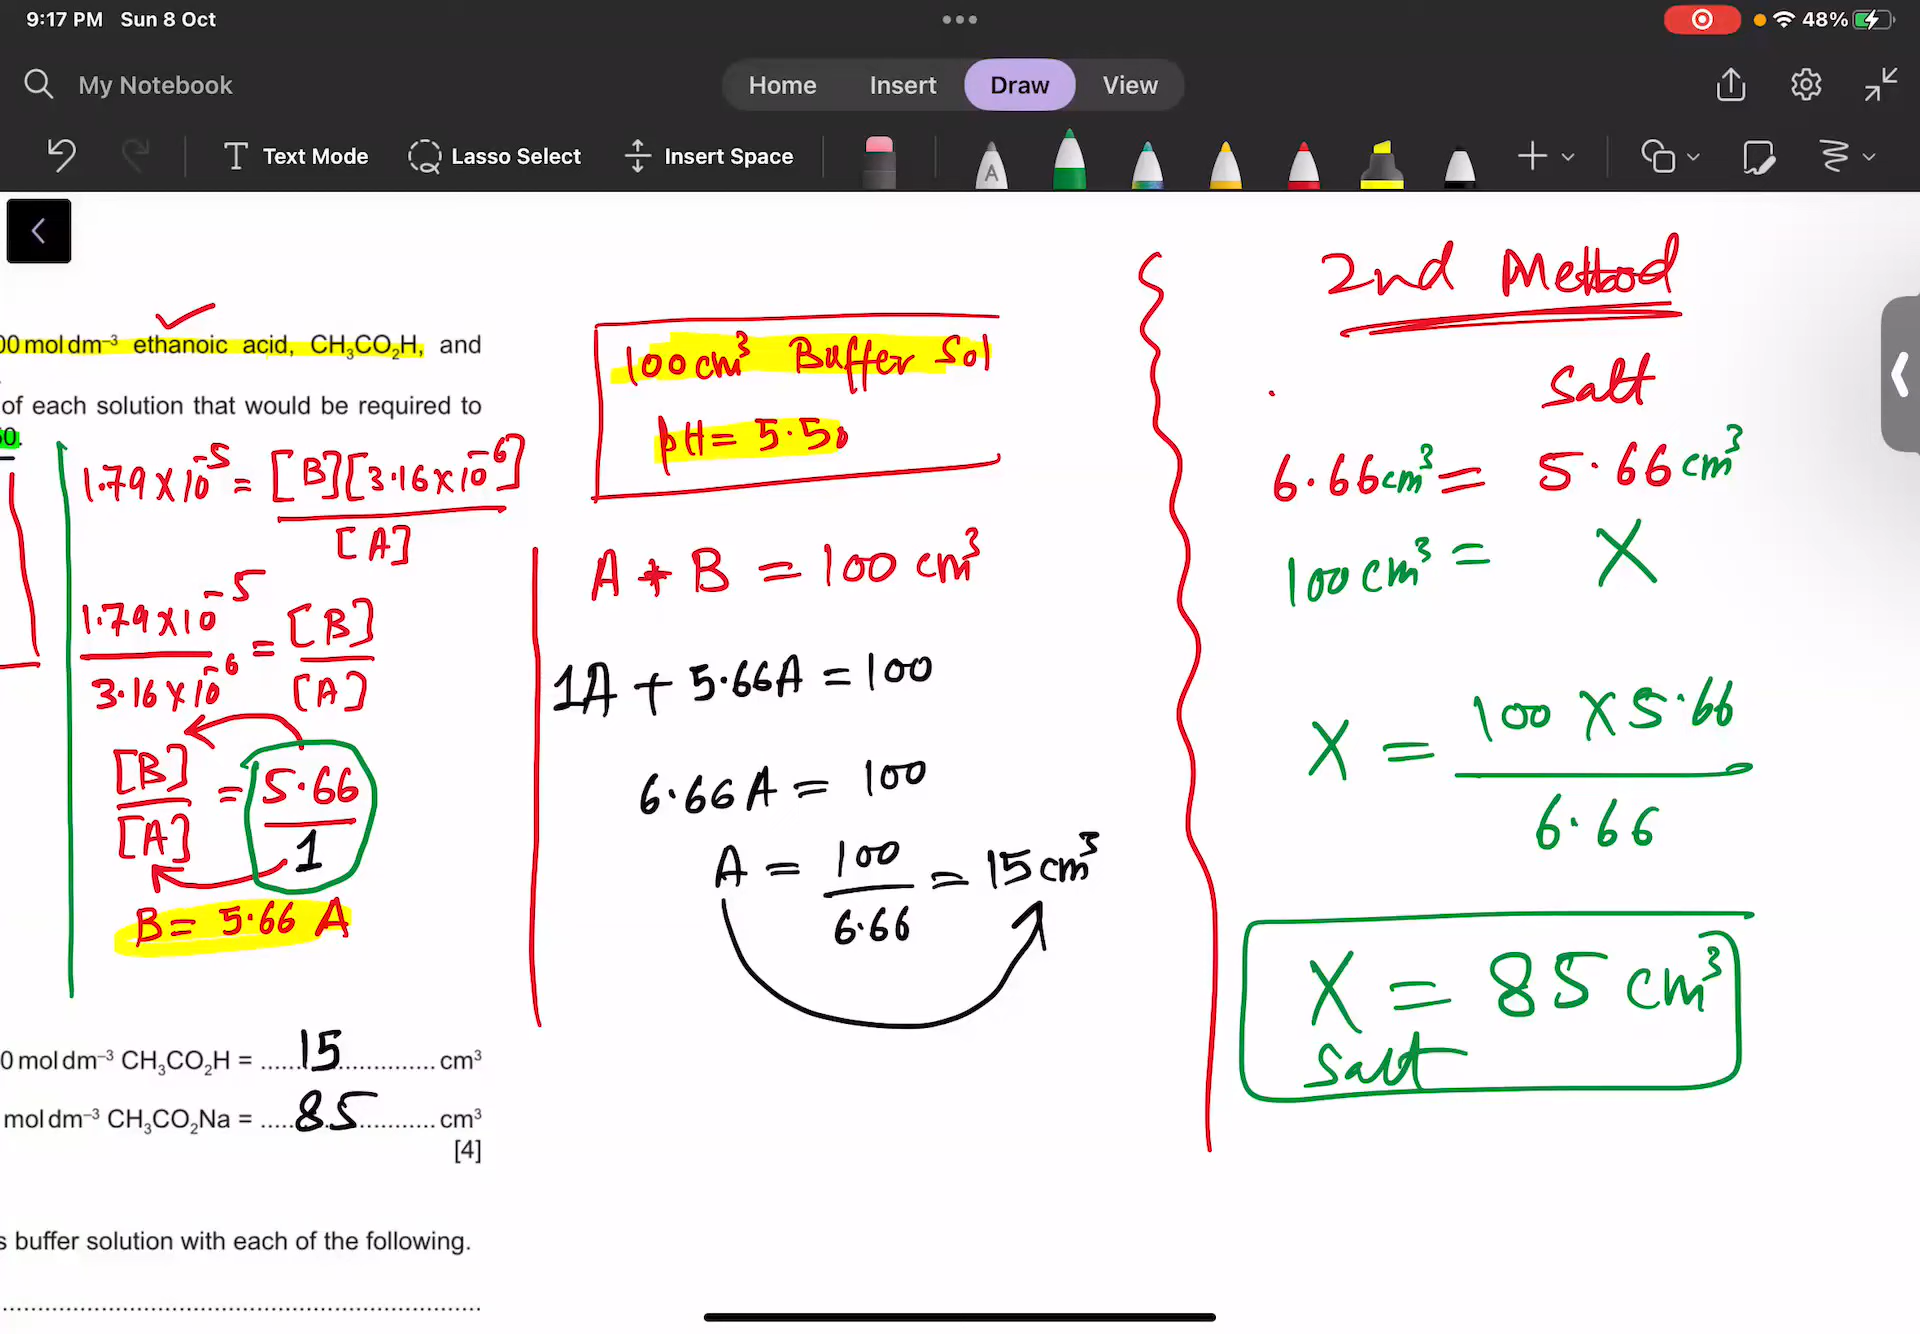 9:17 PM Sun 8 Oct
48%
My Notebook
Home Insert Draw View
Text Mode Lasso Select Insert Space
A
00 mol dm⁻³ ethanoic acid, CH₃CO₂H, and
of each solution that would be required to
50.
1.79 × 10⁻⁵ = [B][3.16×10⁻⁶]
[A]
1.79×10⁻⁵ = [B]
3.16×10⁻⁶ [A]
[B] = 5.66
[A] 1
B = 5.66 A
0 mol dm⁻³ CH₃CO₂H = ......15............... cm³
mol dm⁻³ CH₃CO₂Na = .....85........... cm³
[4]
s buffer solution with each of the following.
100 cm³ Buffer Sol
pH = 5.50
A + B = 100 cm³
1A + 5.66A = 100
6.66A = 100
A = 100 = 15 cm³
6.66
2nd Method
Salt
6.66 cm³ = 5.66 cm³
100 cm³ = X
X = 100 X 5.66
6.66
X = 85 cm³
Salt